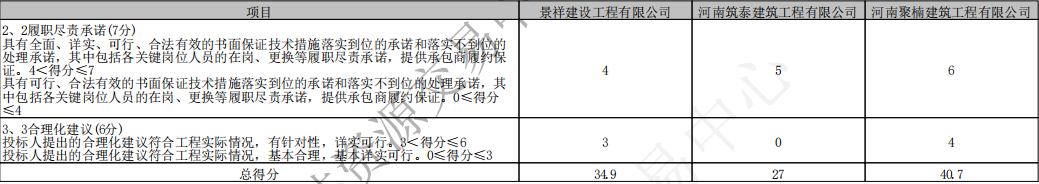 项目 景祥建设工程有限公司 河南筑泰建筑工程有限公司 河南聚楠建筑工程有限公司
2、2履职尽责承诺(7分)
具有全面、详实、可行、合法有效的书面保证技术措施落实到位的承诺和落实不到位的
处理承诺，其中包括各关键岗位人员的在岗、更换等履职尽责承诺，提供承包商履约保
证。4＜得分≤7
具有可行、合法有效的书面保证技术措施落实到位的承诺和落实不到位的处理承诺，其
中包括各关键岗位人员的在岗、更换等履职尽责承诺，提供承包商履约保证。0≤得分
≤4
4 5 6
3、3合理化建议(6分)
投标人提出的合理化建议符合工程实际情况，有针对性，详实可行。3＜得分≤6
投标人提出的合理化建议符合工程实际情况，基本合理，基本详实可行。0≤得分≤3
3 0 4
总得分 34.9 27 40.7
资源交易中
易中心